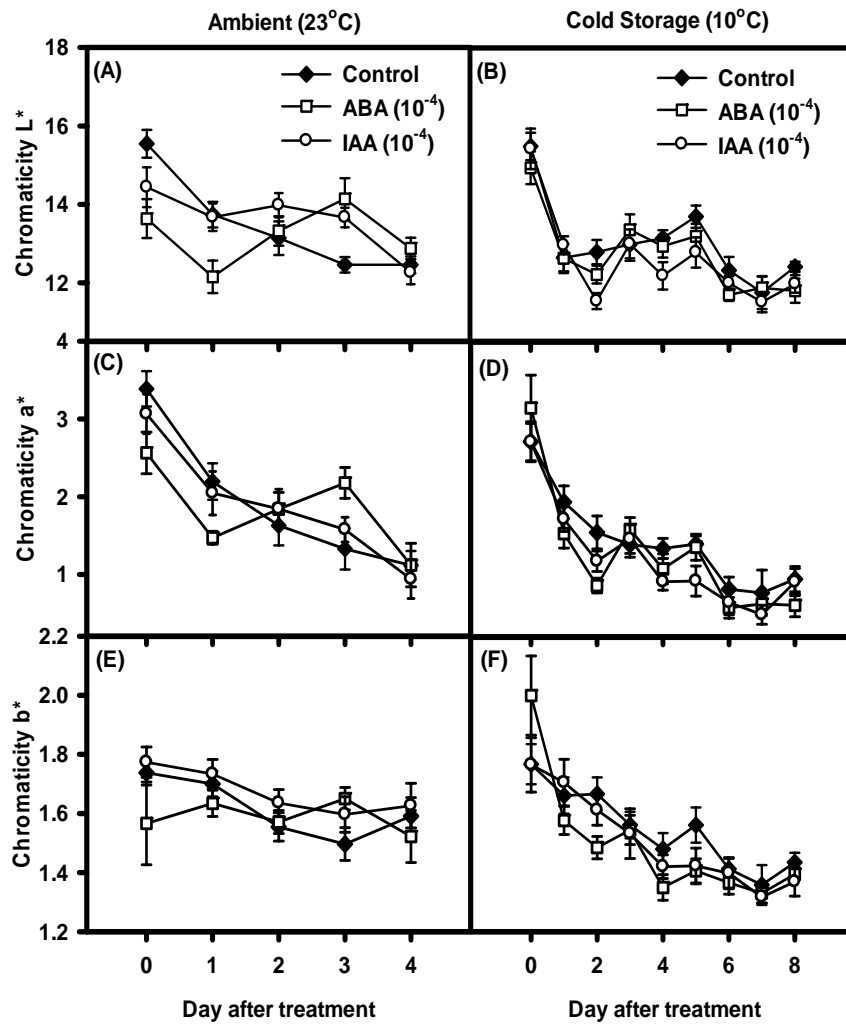 Ambient (23°C)
Cold Storage (10°C)
18
16
14
12
Chromaticity L*
(A)
Control
ABA (10⁻⁴)
IAA (10⁻⁴)
(B)
Control
ABA (10⁻⁴)
IAA (10⁻⁴)
4
3
2
1
Chromaticity a*
(C)
(D)
2.2
2.0
1.8
1.6
1.4
1.2
Chromaticity b*
(E)
(F)
0 1 2 3 4
0 2 4 6 8
Day after treatment
Day after treatment